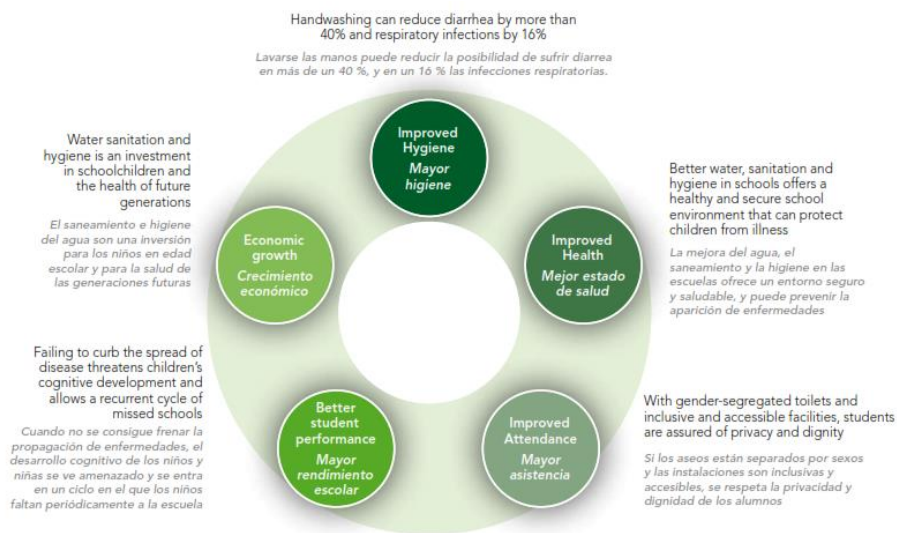 Handwashing can reduce diarrhea by more than
40% and respiratory infections by 16%
Lavarse las manos puede reducir la posibilidad de sufrir diarrea
en más de un 40 %, y en un 16 % las infecciones respiratorias.
Improved
Hygiene
Mayor
higiene
Better water, sanitation and
hygiene in schools offers a
healthy and secure school
environment that can protect
children from illness
La mejora del agua, el
saneamiento y la higiene en las
escuelas ofrece un entorno seguro
y saludable, y puede prevenir la
aparición de enfermedades
Improved
Health
Mejor estado
de salud
With gender-segregated toilets and
inclusive and accessible facilities, students
are assured of privacy and dignity
Si los aseos están separados por sexos
y las instalaciones son inclusivas y
accesibles, se respeta la privacidad y
dignidad de los alumnos
Improved
Attendance
Mayor
asistencia
Failing to curb the spread of
disease threatens children's
cognitive development and
allows a recurrent cycle of
missed schools
Cuando no se consigue frenar la
propagación de enfermedades, el
desarrollo cognitivo de los niños y
niñas se ve amenazado y se entra
en un ciclo en el que los niños
faltan periódicamente a la escuela
Better
student
performance
Mayor
rendimiento
escolar
Water sanitation and
hygiene is an investment
in schoolchildren and
the health of future
generations
El saneamiento e higiene
del agua son una inversión
para los niños en edad
escolar y para la salud de
las generaciones futuras
Economic
growth
Crecimiento
económico